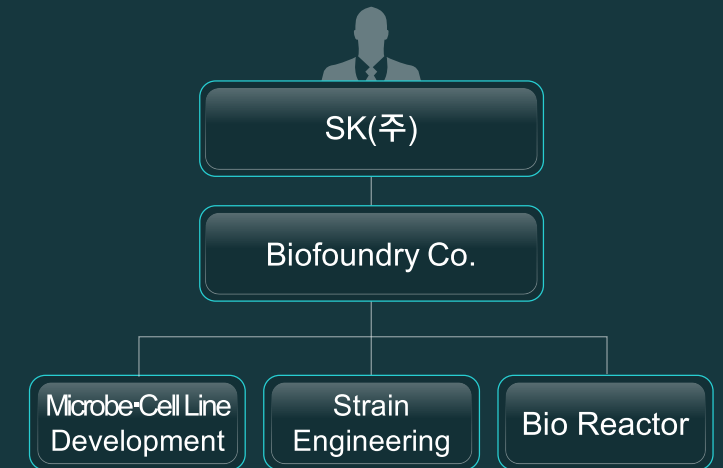 SK(주)
Biofoundry Co.
Microbe▪Cell Line
Development
Strain
Engineering
Bio Reactor